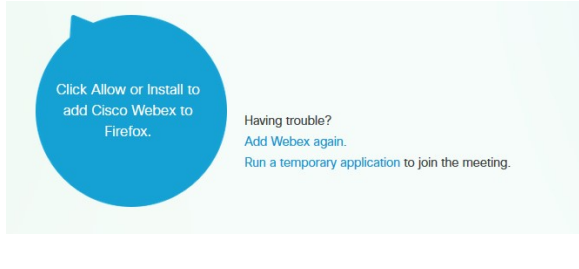 Click Allow or Install to
add Cisco Webex to
Firefox.
Having trouble?
Add Webex again.
Run a temporary application to join the meeting.